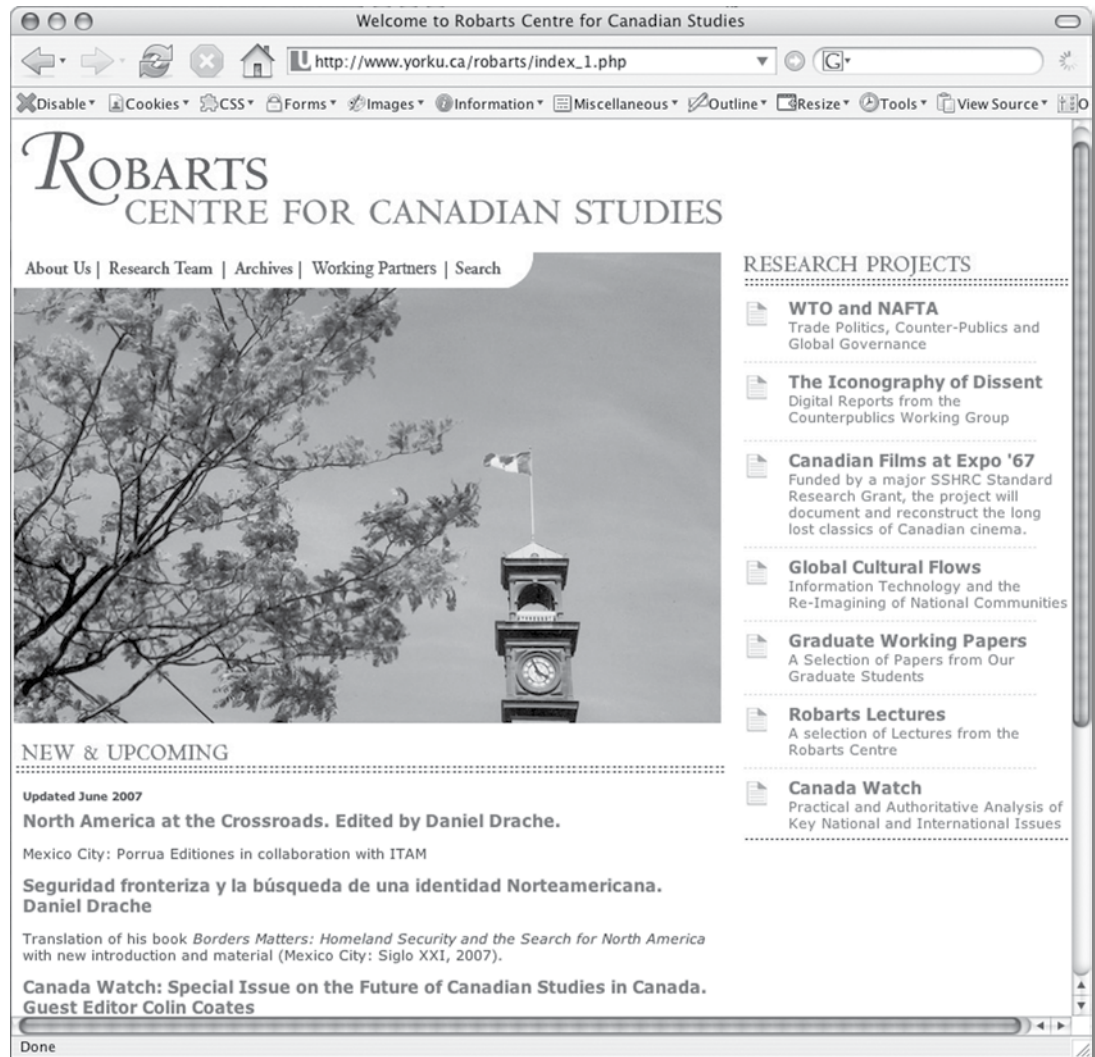 Welcome to Robarts Centre for Canadian Studies
http://www.yorku.ca/robarts/index_1.php
G
Disable Cookies CSS Forms Images Information Miscellaneous Outline Resize Tools View Source O
ROBARTS
CENTRE FOR CANADIAN STUDIES
About Us | Research Team | Archives | Working Partners | Search
NEW & UPCOMING
Updated June 2007
North America at the Crossroads. Edited by Daniel Drache.
Mexico City: Porrua Editiones in collaboration with ITAM
Seguridad fronteriza y la búsqueda de una identidad Norteamericana.
Daniel Drache
Translation of his book Borders Matters: Homeland Security and the Search for North America
with new introduction and material (Mexico City: Siglo XXI, 2007).
Canada Watch: Special Issue on the Future of Canadian Studies in Canada.
Guest Editor Colin Coates
RESEARCH PROJECTS
WTO and NAFTA
Trade Politics, Counter-Publics and
Global Governance
The Iconography of Dissent
Digital Reports from the
Counterpublics Working Group
Canadian Films at Expo '67
Funded by a major SSHRC Standard
Research Grant, the project will
document and reconstruct the long
lost classics of Canadian cinema.
Global Cultural Flows
Information Technology and the
Re-Imagining of National Communities
Graduate Working Papers
A Selection of Papers from Our
Graduate Students
Robarts Lectures
A selection of Lectures from the
Robarts Centre
Canada Watch
Practical and Authoritative Analysis of
Key National and International Issues
Done